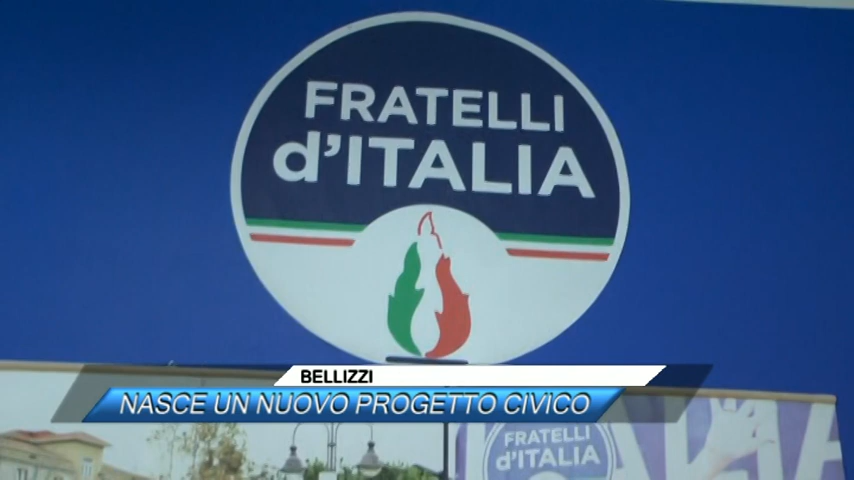 FRATELLI
d'ITALIA
BELLIZZI
NASCE UN NUOVO PROGETTO CIVICO
FRATELLI
d'ITALIA